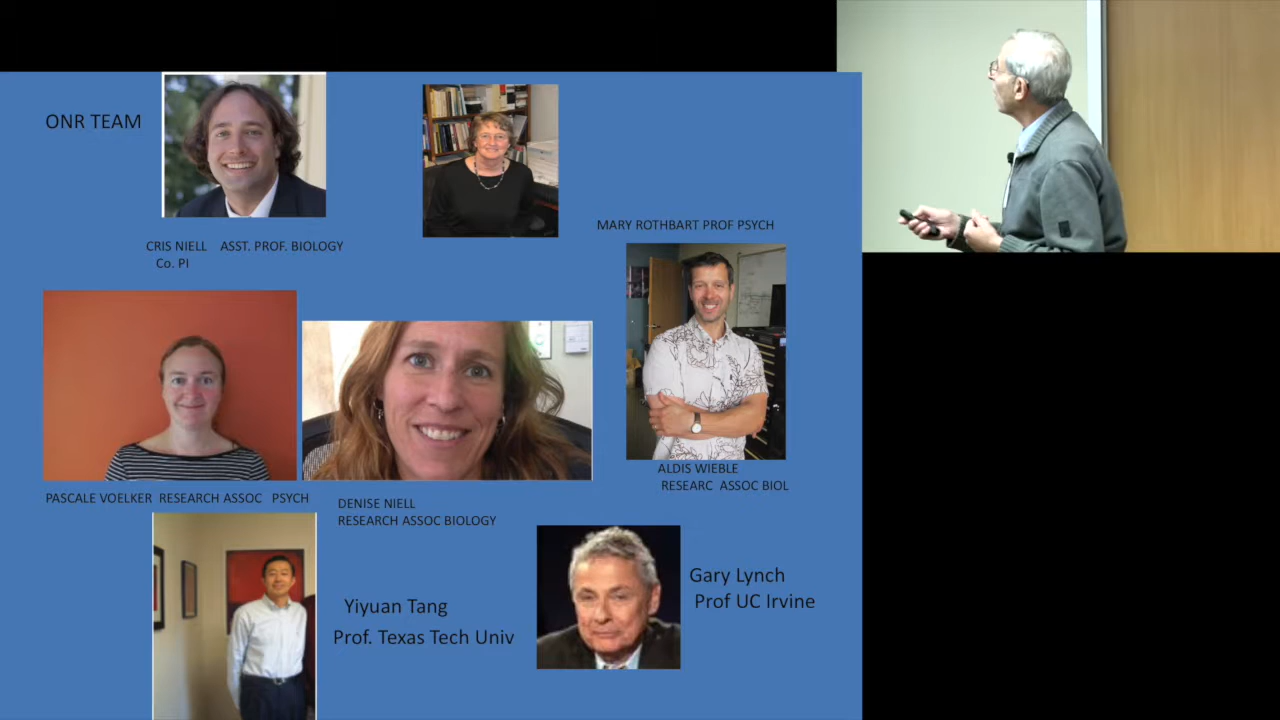 ONR TEAM
CRIS NIELL ASST. PROF. BIOLOGY
Co. PI
MARY ROTHBART PROF PSYCH
ALDIS WIEBLE
RESEARC ASSOC BIOL
PASCALE VOELKER RESEARCH ASSOC PSYCH
DENISE NIELL
RESEARCH ASSOC BIOLOGY
Yiyuan Tang
Prof. Texas Tech Univ
Gary Lynch
Prof UC Irvine